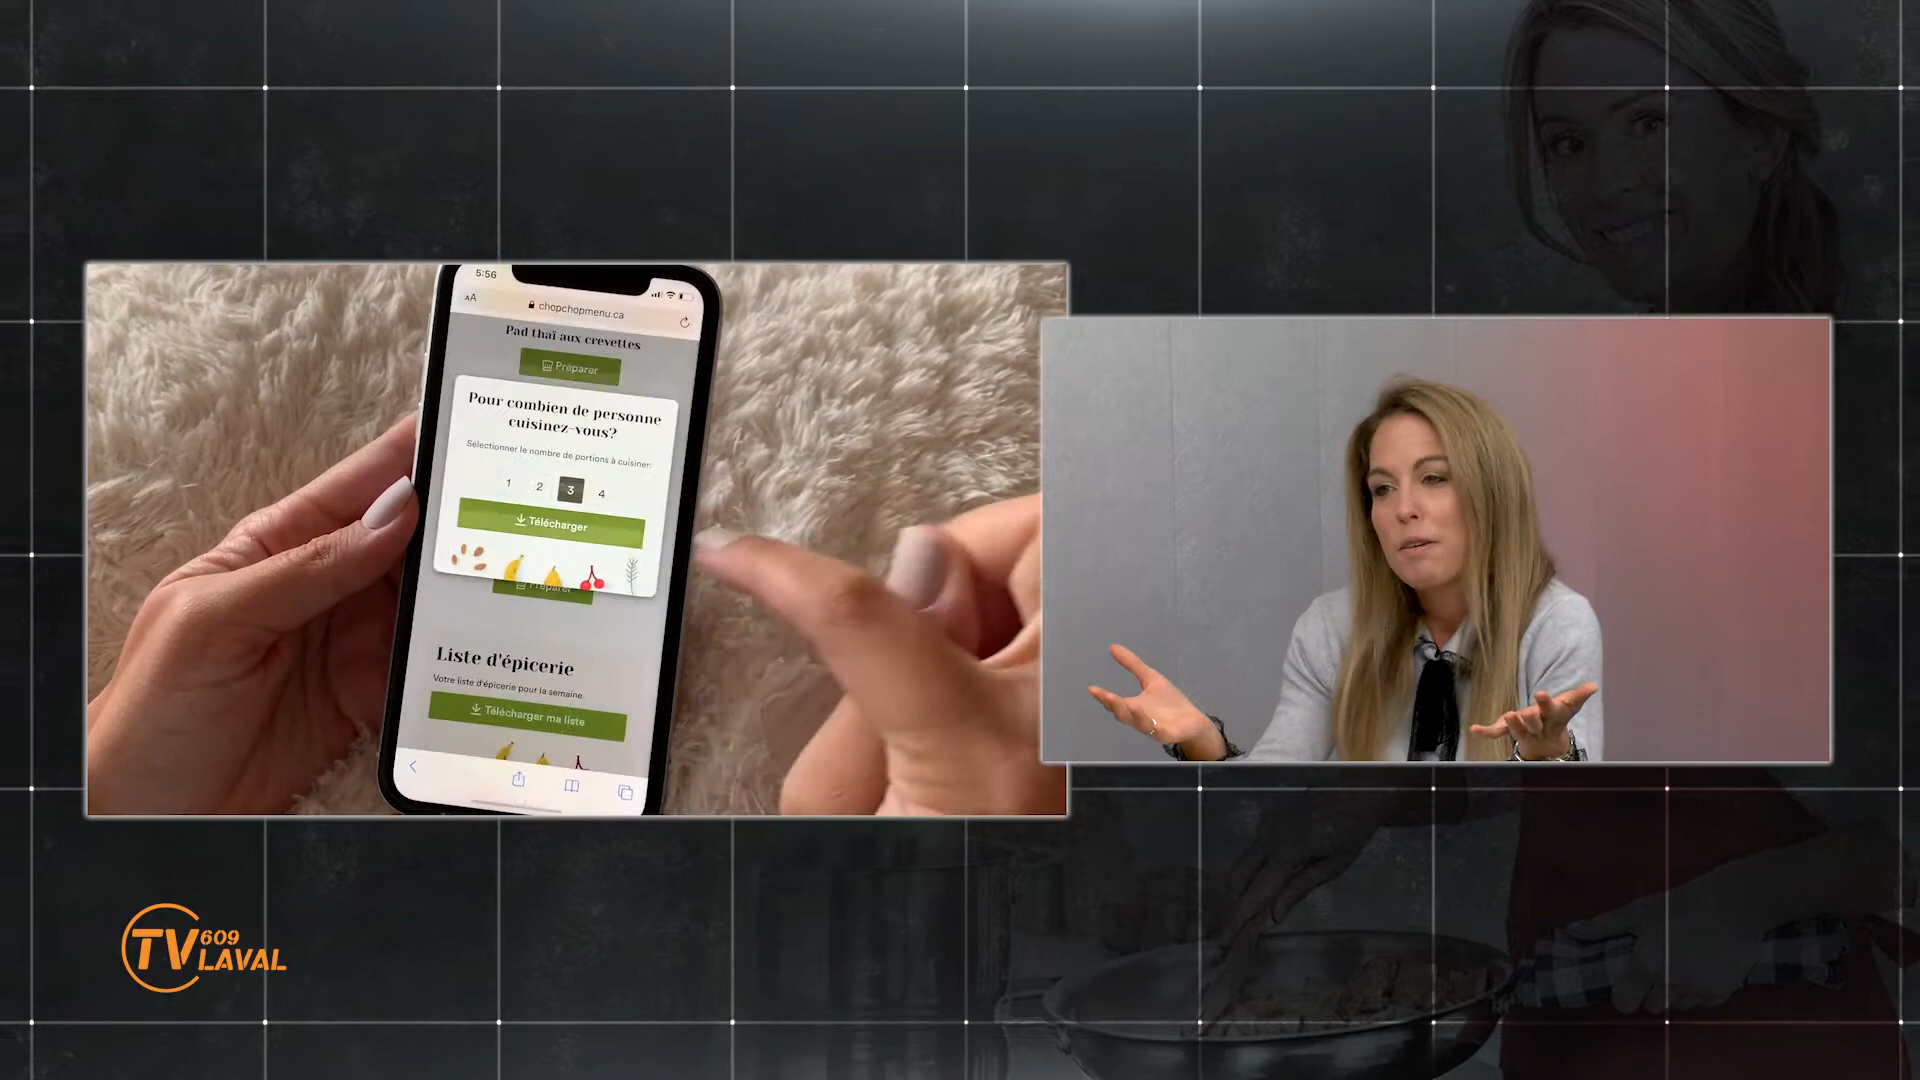 5:56
AA
chopchopmenu.ca
Pad thaï aux crevettes
Préparer
Pour combien de personne
cuisinez-vous?
Sélectionner le nombre de portions à cuisiner:
1 2 3 4
Télécharger
Préparer
Liste d'épicerie
Votre liste d'épicerie pour la semaine
Télécharger ma liste
TV 609
LAVAL